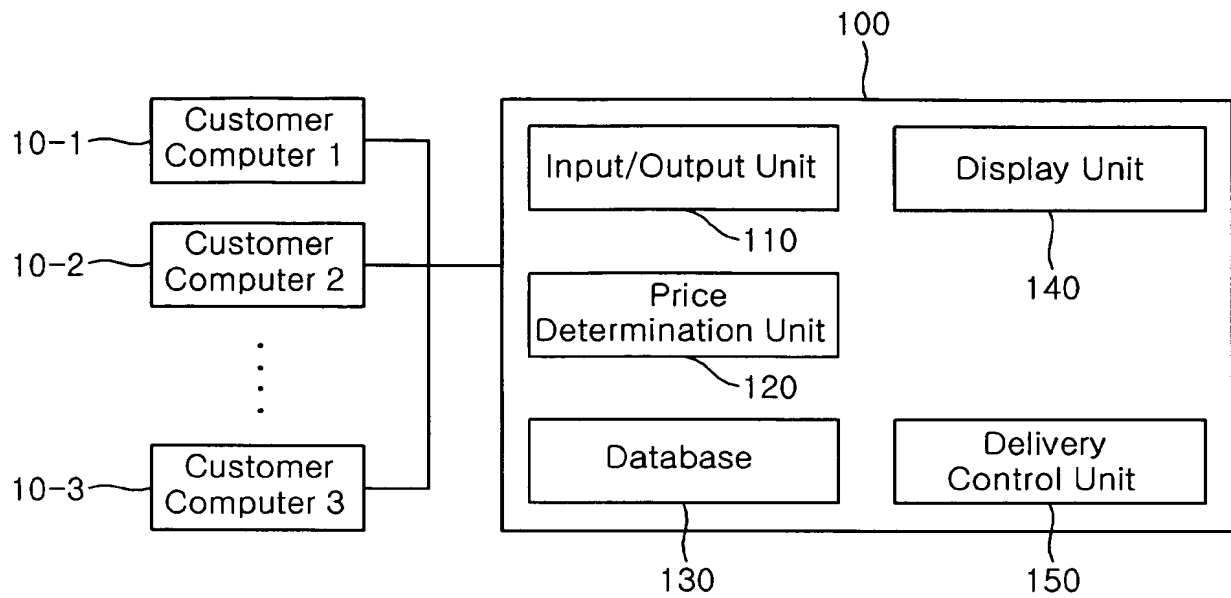 100
10-1
Customer
Computer 1
Input/Output Unit
110
Display Unit
140
10-2
Customer
Computer 2
Price
Determination Unit
120
10-3
Customer
Computer 3
Database
130
Delivery
Control Unit
150